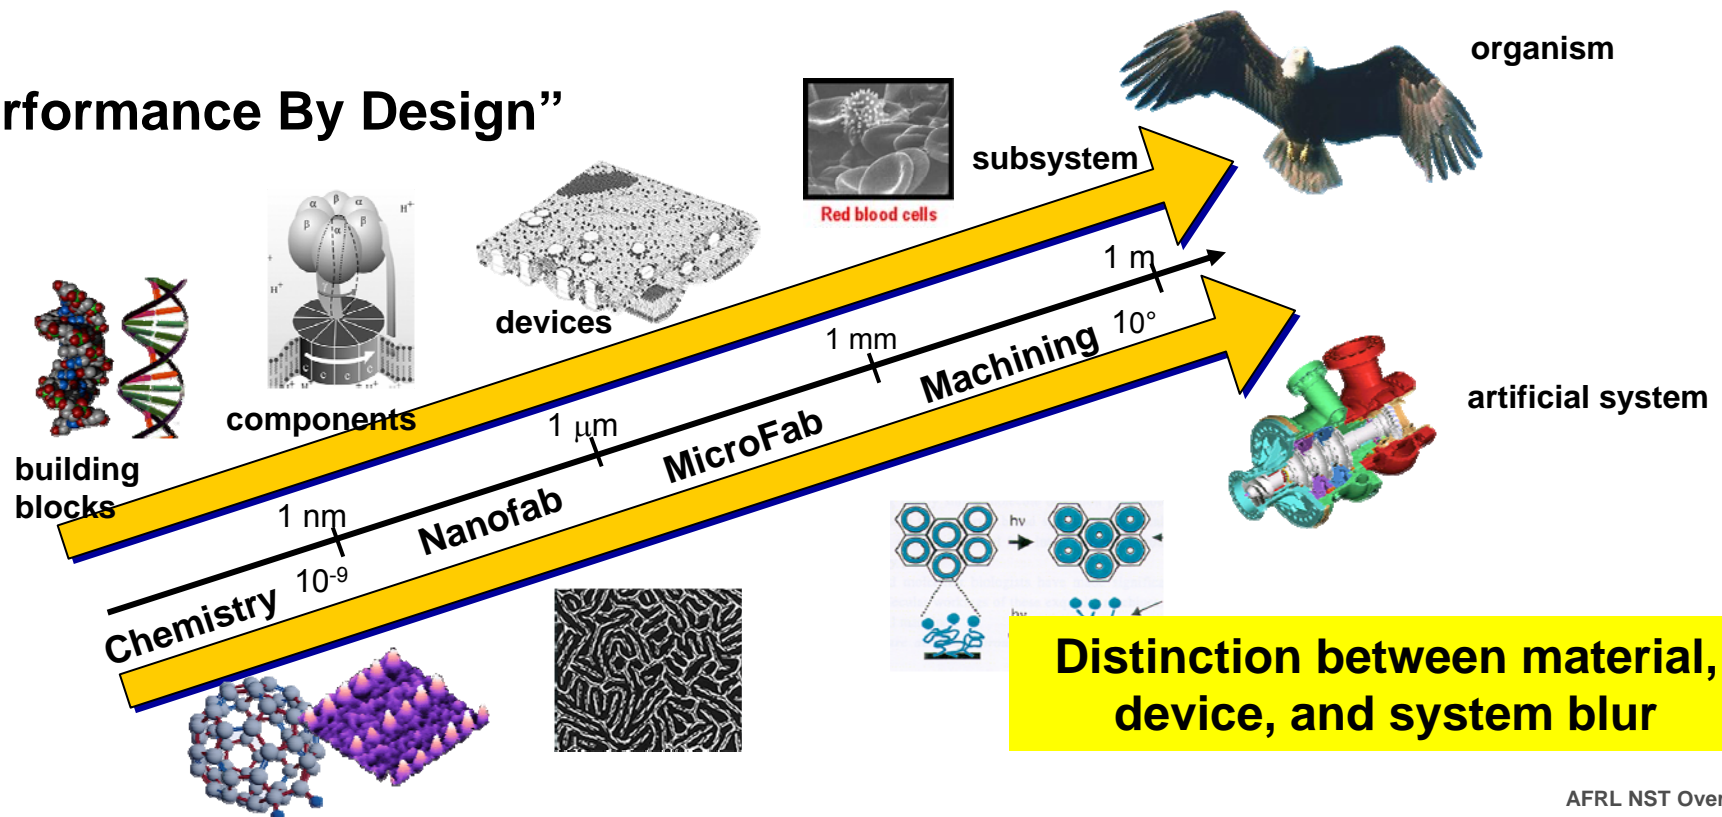 rformance By Design”
organism
subsystem
Red blood cells
α β α
β β
α
H+
H+
γ
c c c c
devices
components
building
blocks
1 m
10°
1 mm
Machining
1 μm
MicroFab
1 nm
Nanofab
10-9
Chemistry
artificial system
hν
hν
Distinction between material,
device, and system blur
AFRL NST Over